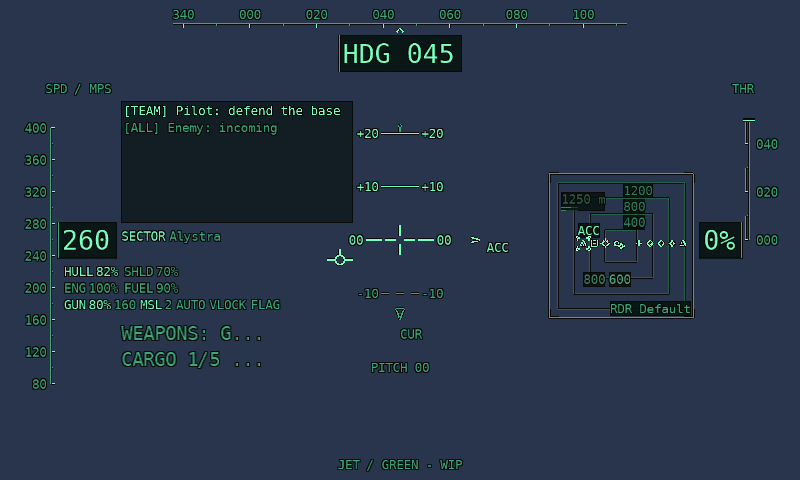 340 000 020 040 060 080 100
HDG 045
SPD / MPS
THR
[TEAM] Pilot: defend the base
[ALL] Enemy: incoming
400
360
320
280
240
200
160
120
80
260
+20 +20
+10 +10
00 00
-10 -10
ACC
CUR
PITCH 00
SECTOR Alystra
HULL 82% SHLD 70%
ENG 100% FUEL 90%
GUN 80% 160 MSL 2 AUTO VLOCK FLAG
WEAPONS: G...
CARGO 1/5 ...
1250 m
1200
800
400
ACC
800 600
RDR Default
0%
040
020
000
JET / GREEN - WIP